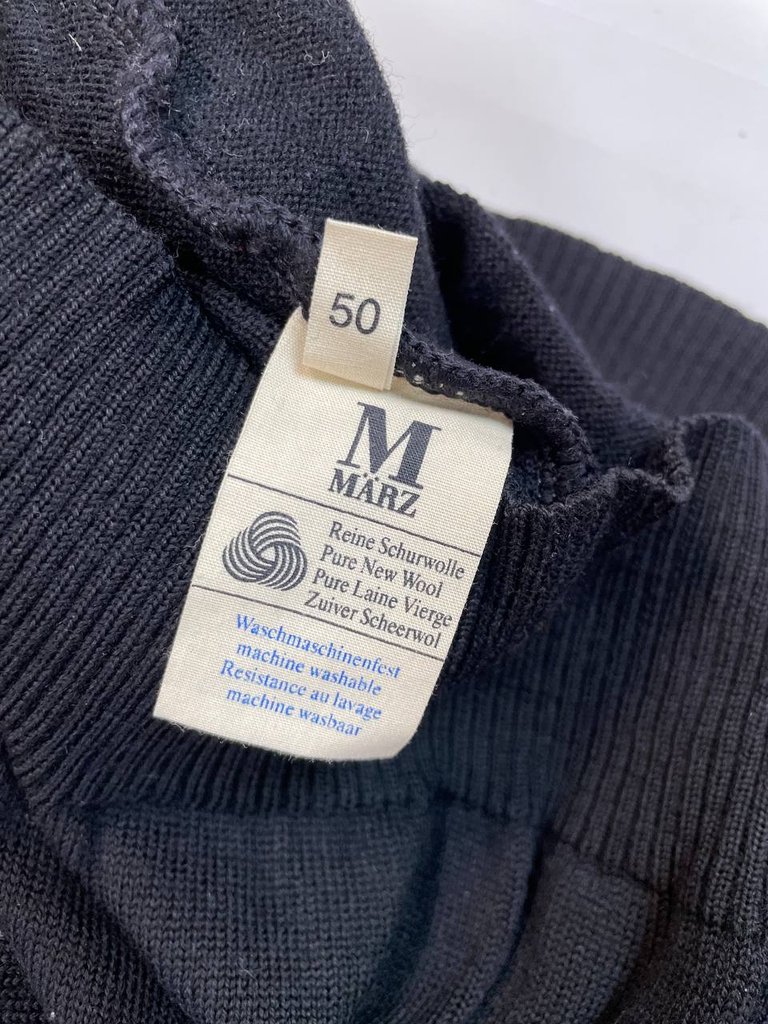 50
M
MÄRZ
Reine Schurwolle
Pure New Wool
Pure Laine Vierge
Zuiver Scheerwol
Waschmaschinenfest
machine washable
Resistance au lavage
machine wasbaar